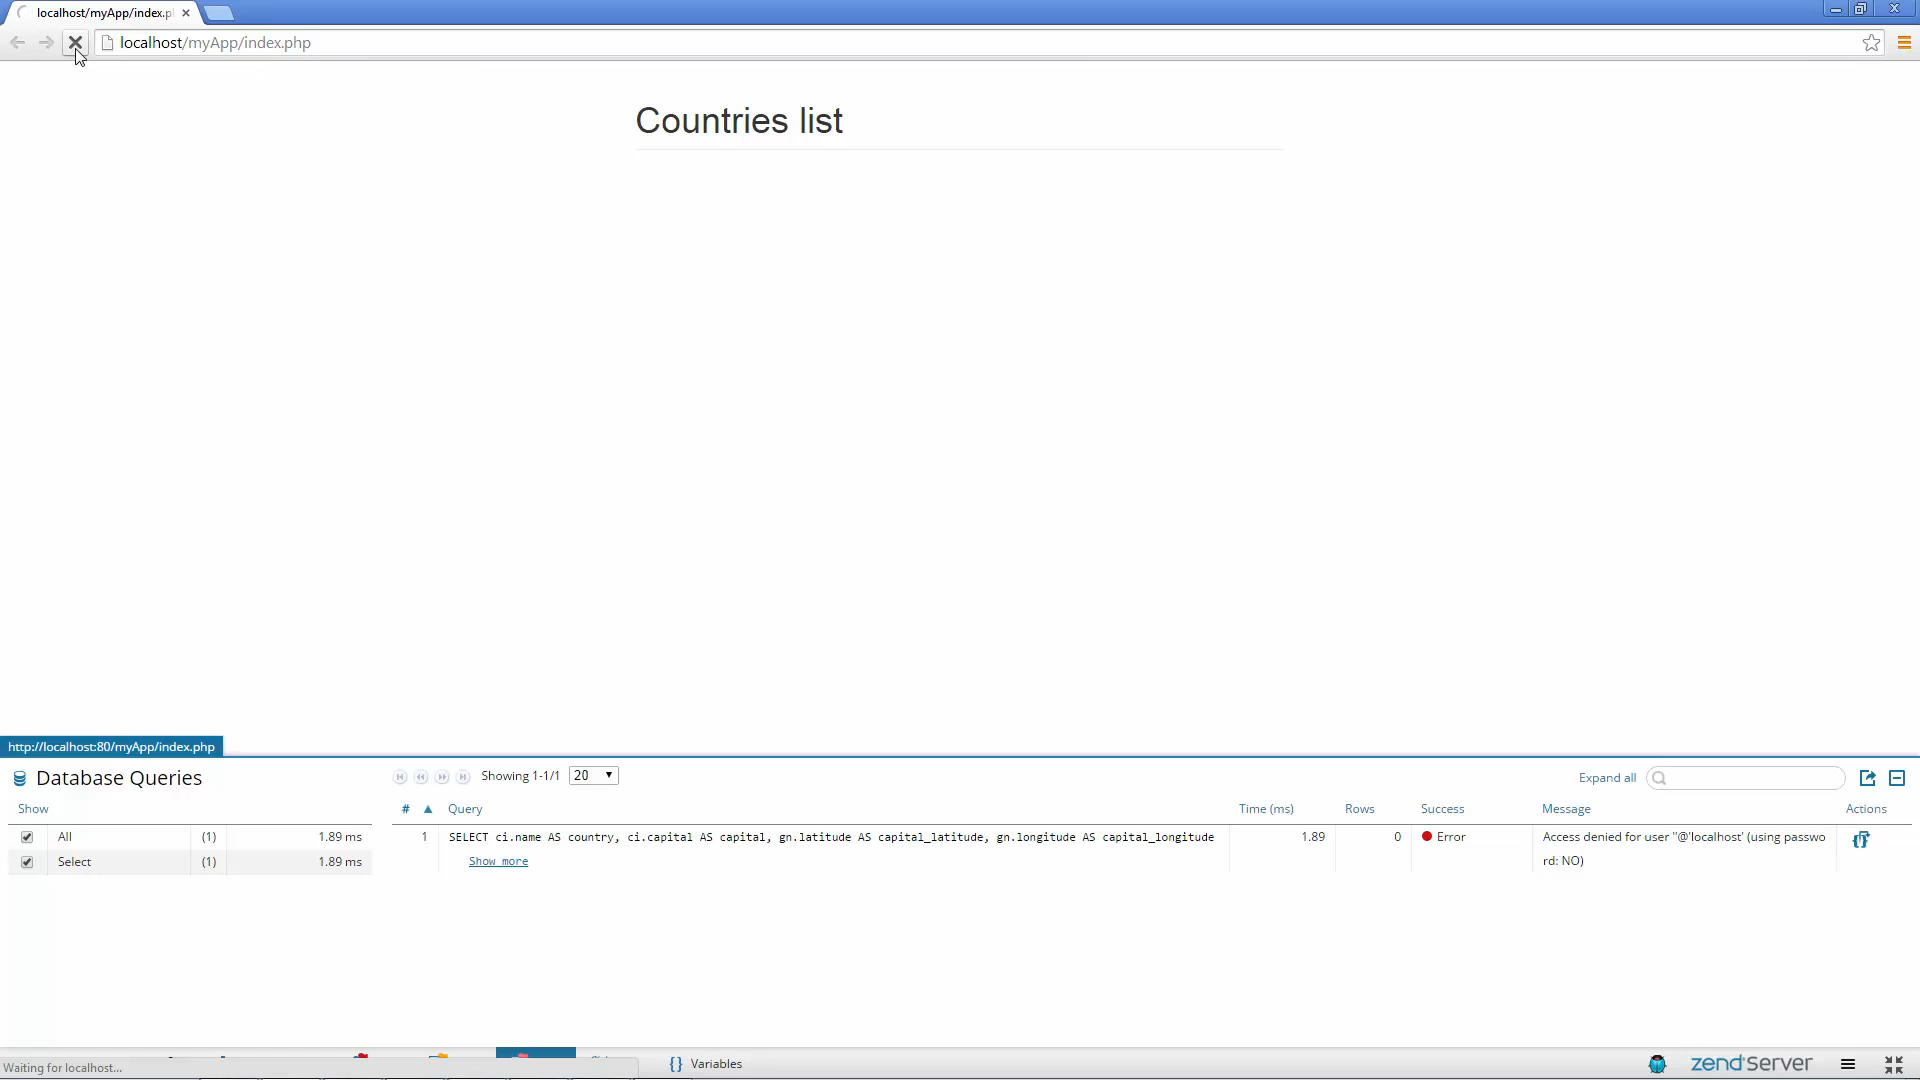 localhost/myApp/index.p
localhost/myApp/index.php
Countries list
http://localhost:80/myApp/index.php
Database Queries
Showing 1-1/1 20
Expand all
Show
# Query Time (ms) Rows Success Message Actions
All (1) 1.89 ms
Select (1) 1.89 ms
1 SELECT ci.name AS country, ci.capital AS capital, gn.latitude AS capital_latitude, gn.longitude AS capital_longitude 1.89 0 Error Access denied for user ''@'localhost' (using passwo
Show more rd: NO)
Waiting for localhost...
{} Variables
zend Server